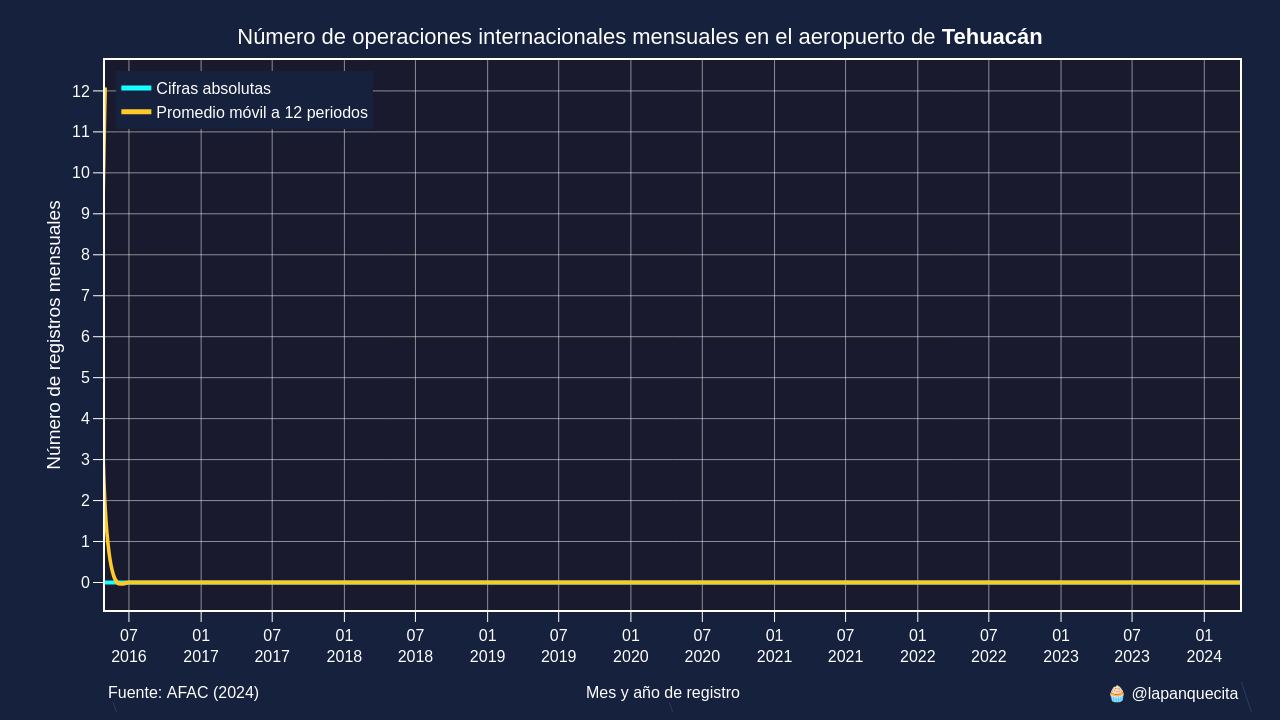 Número de operaciones internacionales mensuales en el aeropuerto de Tehuacán
Cifras absolutas
Promedio móvil a 12 periodos
Número de registros mensuales
12
11
10
9
8
7
6
5
4
3
2
1
0
07 01 07 01 07 01 07 01 07 01 07 01 07 01 07 01
2016 2017 2017 2018 2018 2019 2019 2020 2020 2021 2021 2022 2022 2023 2023 2024
Fuente: AFAC (2024)
Mes y año de registro
🧁 @lapanquecita